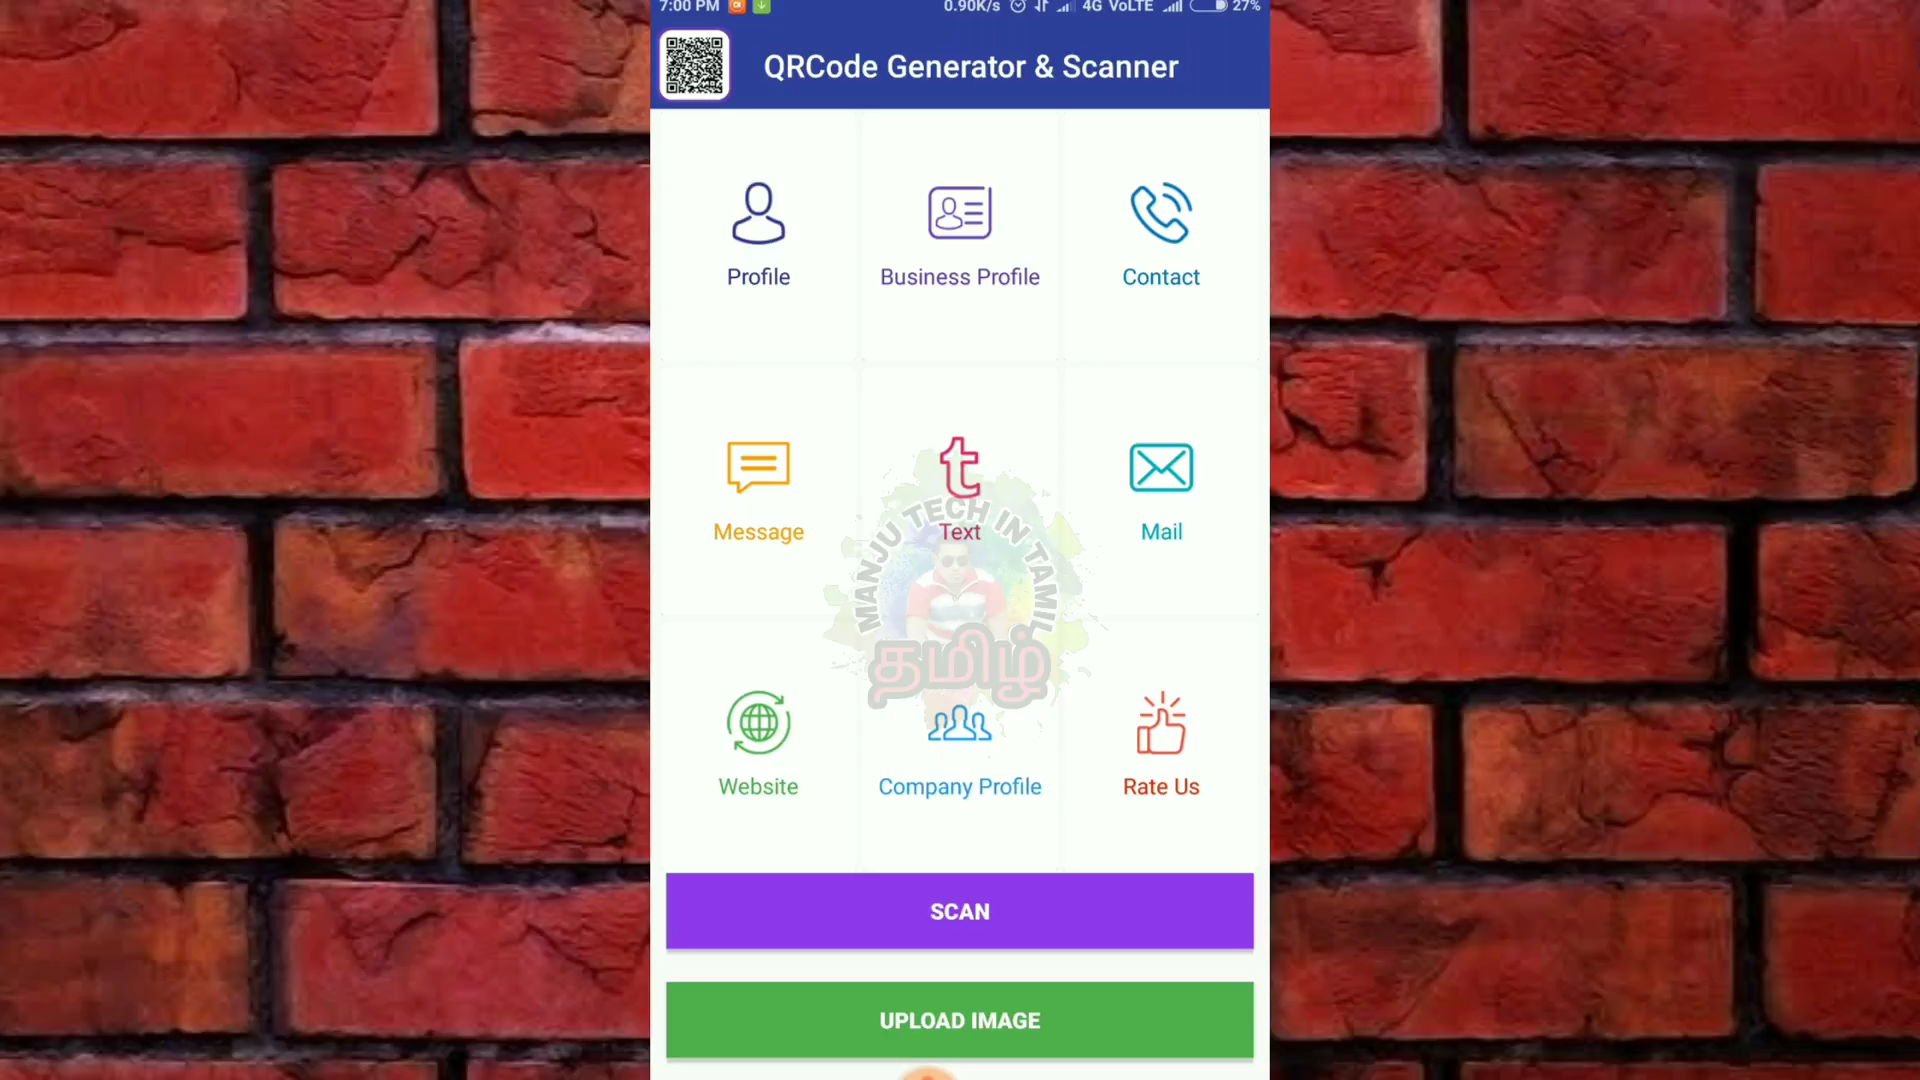 7:00 PM 0.90K/s 4G VoLTE 27%
QRCode Generator & Scanner
Profile Business Profile Contact
Message Text Mail
MANJU TECH IN TAMIL
தமிழ்
Website Company Profile Rate Us
SCAN
UPLOAD IMAGE